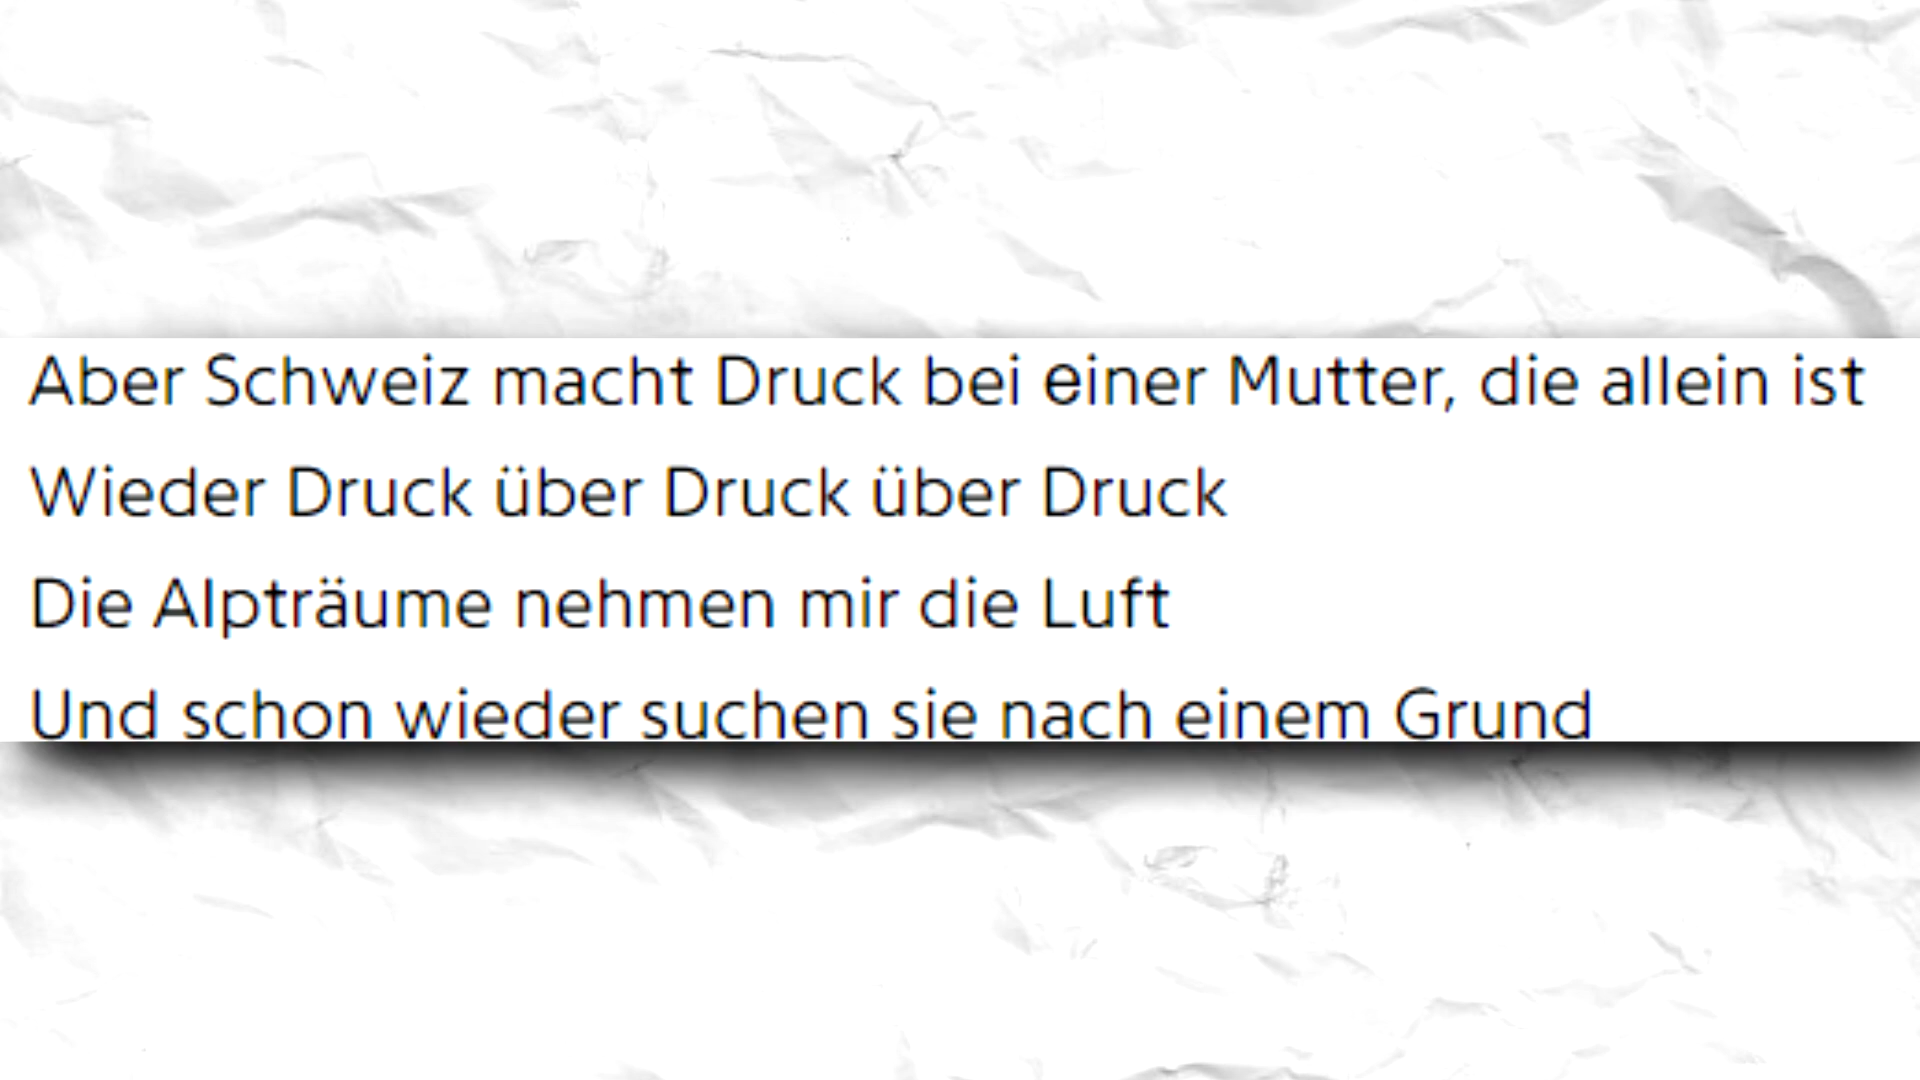 Aber Schweiz macht Druck bei einer Mutter, die allein ist
Wieder Druck über Druck über Druck
Die Alpträume nehmen mir die Luft
Und schon wieder suchen sie nach einem Grund